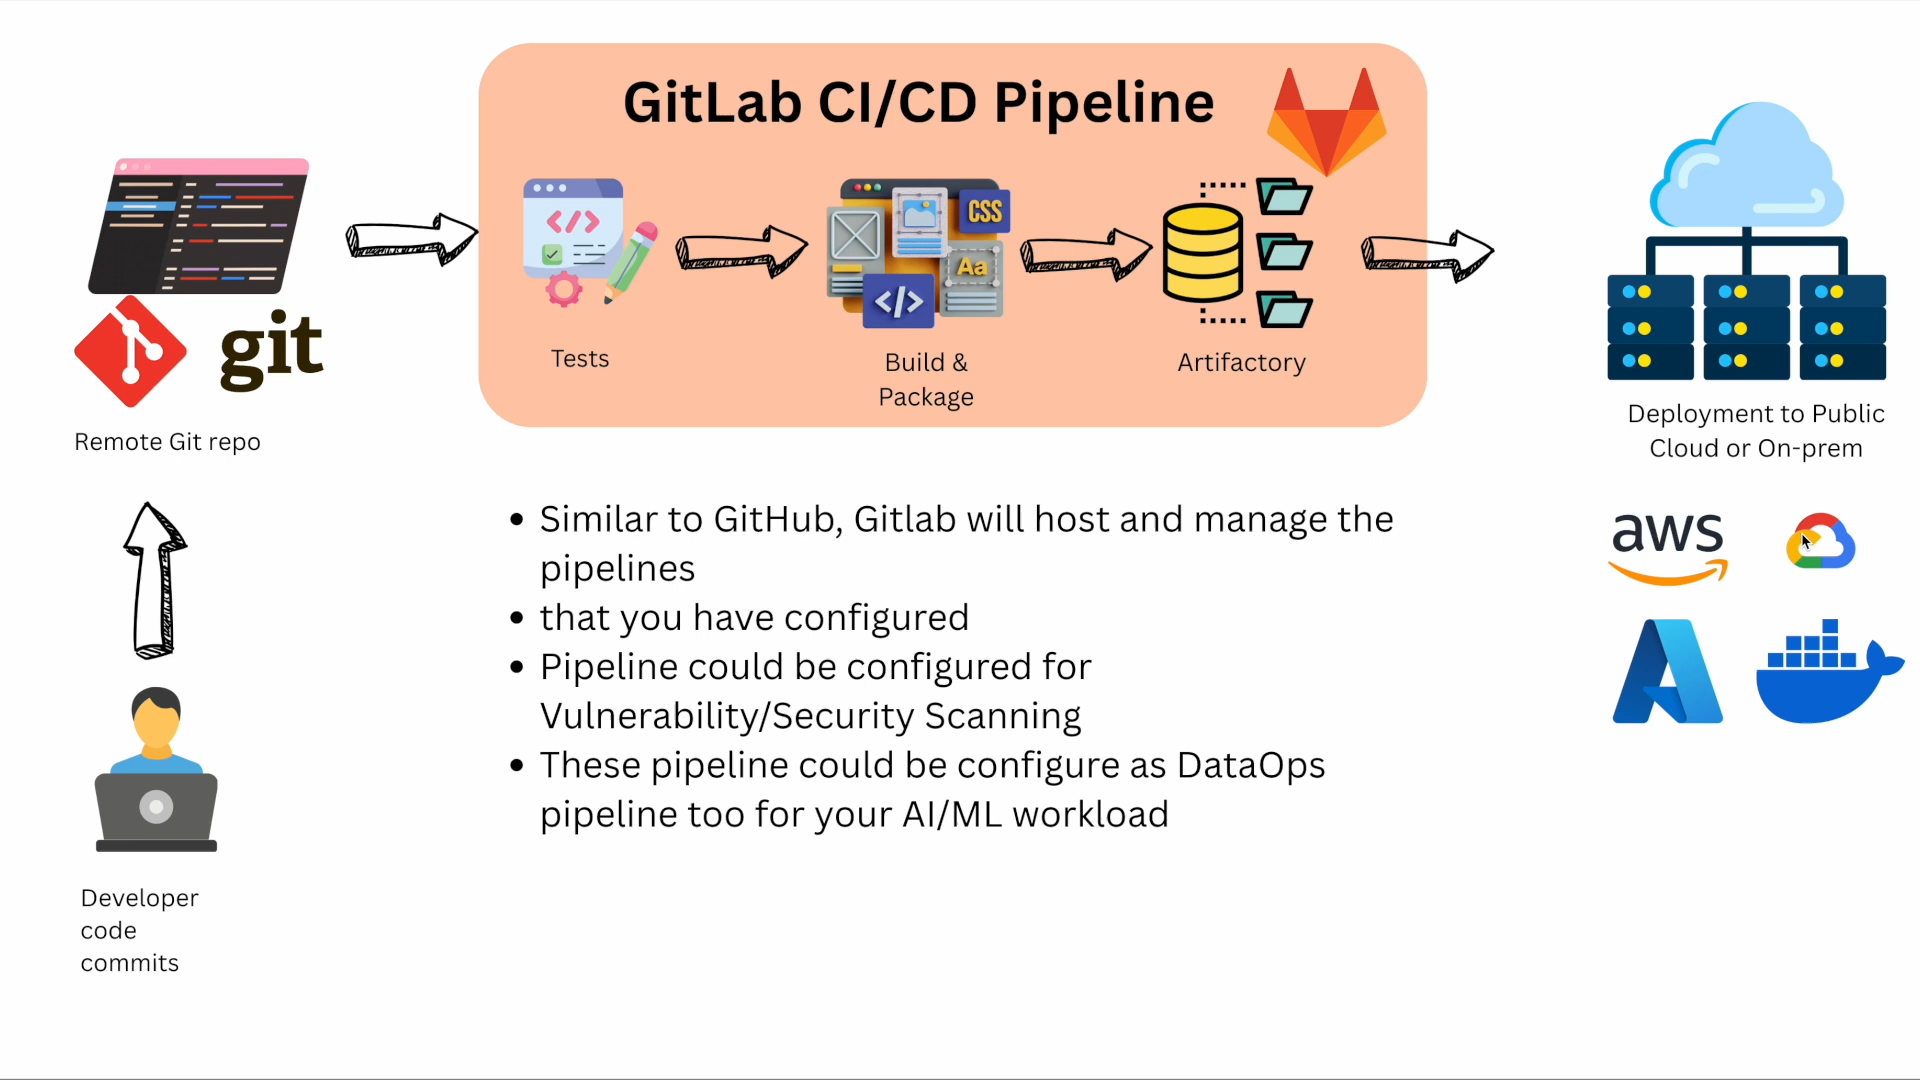 GitLab CI/CD Pipeline
CSS
Aa
</>
</>
git
Tests
Build &
Package
Artifactory
Remote Git repo
Deployment to Public
Cloud or On-prem
• Similar to GitHub, Gitlab will host and manage the
pipelines
• that you have configured
• Pipeline could be configured for
Vulnerability/Security Scanning
• These pipeline could be configure as DataOps
pipeline too for your AI/ML workload
aws
Developer
code
commits